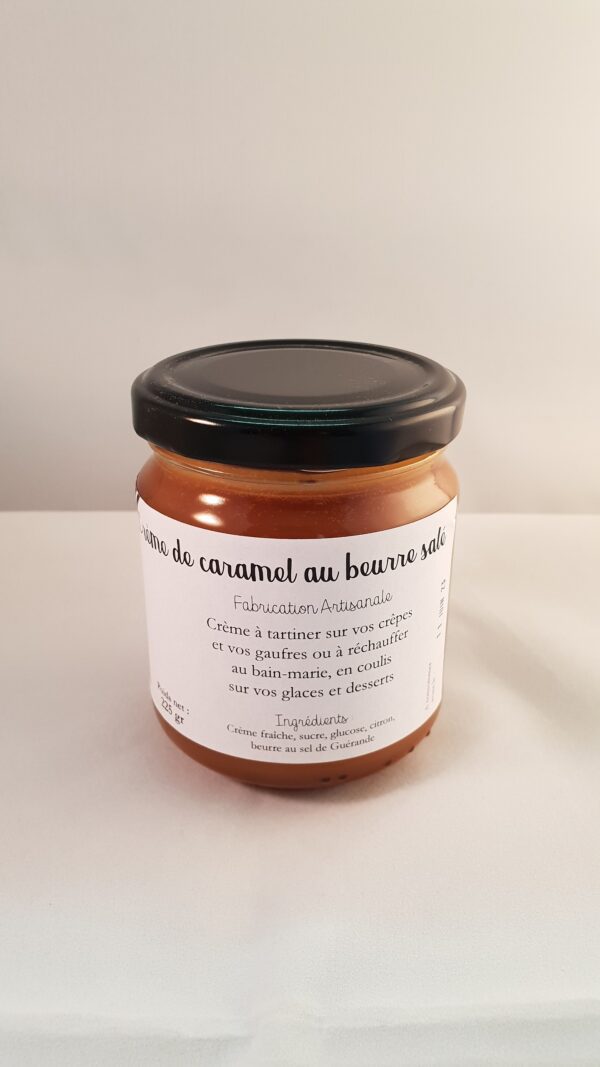 Crème de caramel au beurre salé
Fabrication Artisanale
Crème à tartiner sur vos crêpes
et vos gaufres ou à réchauffer
au bain-marie, en coulis
sur vos glaces et desserts
Poids net :
225 gr
Ingrédients
Crème fraîche, sucre, glucose, citron,
beurre au sel de Guérande